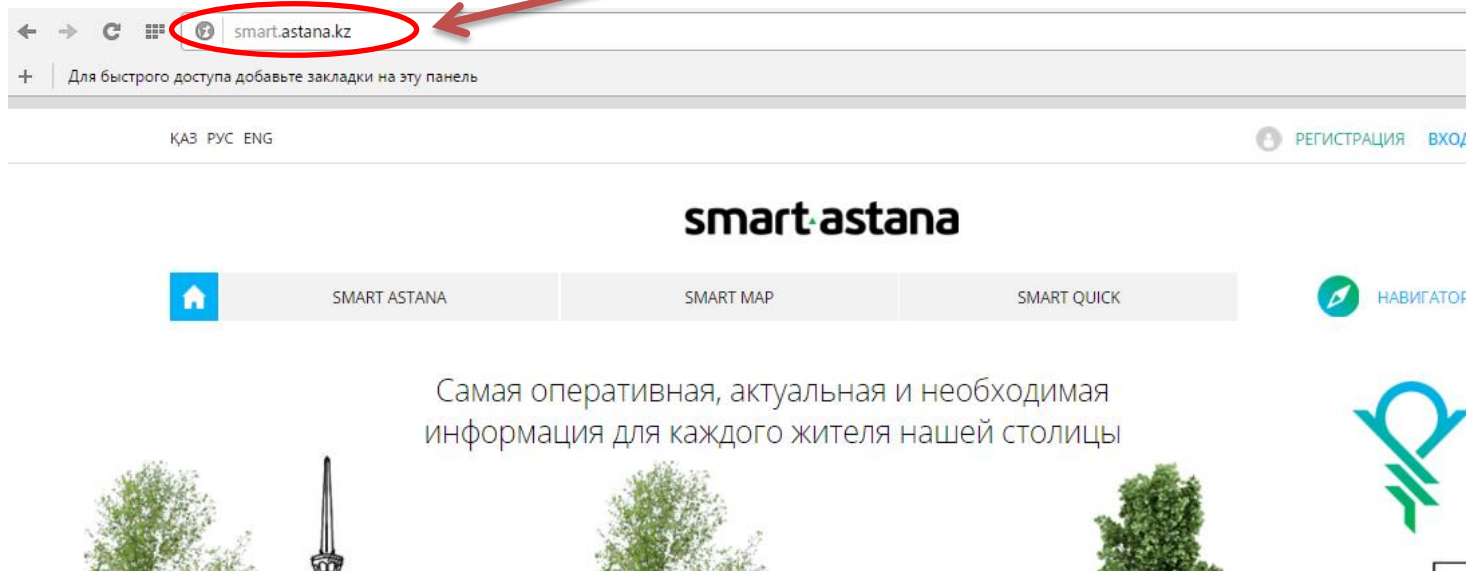 smart.astana.kz
Для быстрого доступа добавьте закладки на эту панель
ҚАЗ РУС ENG
РЕГИСТРАЦИЯ ВХОД
smart astana
SMART ASTANA SMART MAP SMART QUICK НАВИГАТОР
Самая оперативная, актуальная и необходимая
информация для каждого жителя нашей столицы